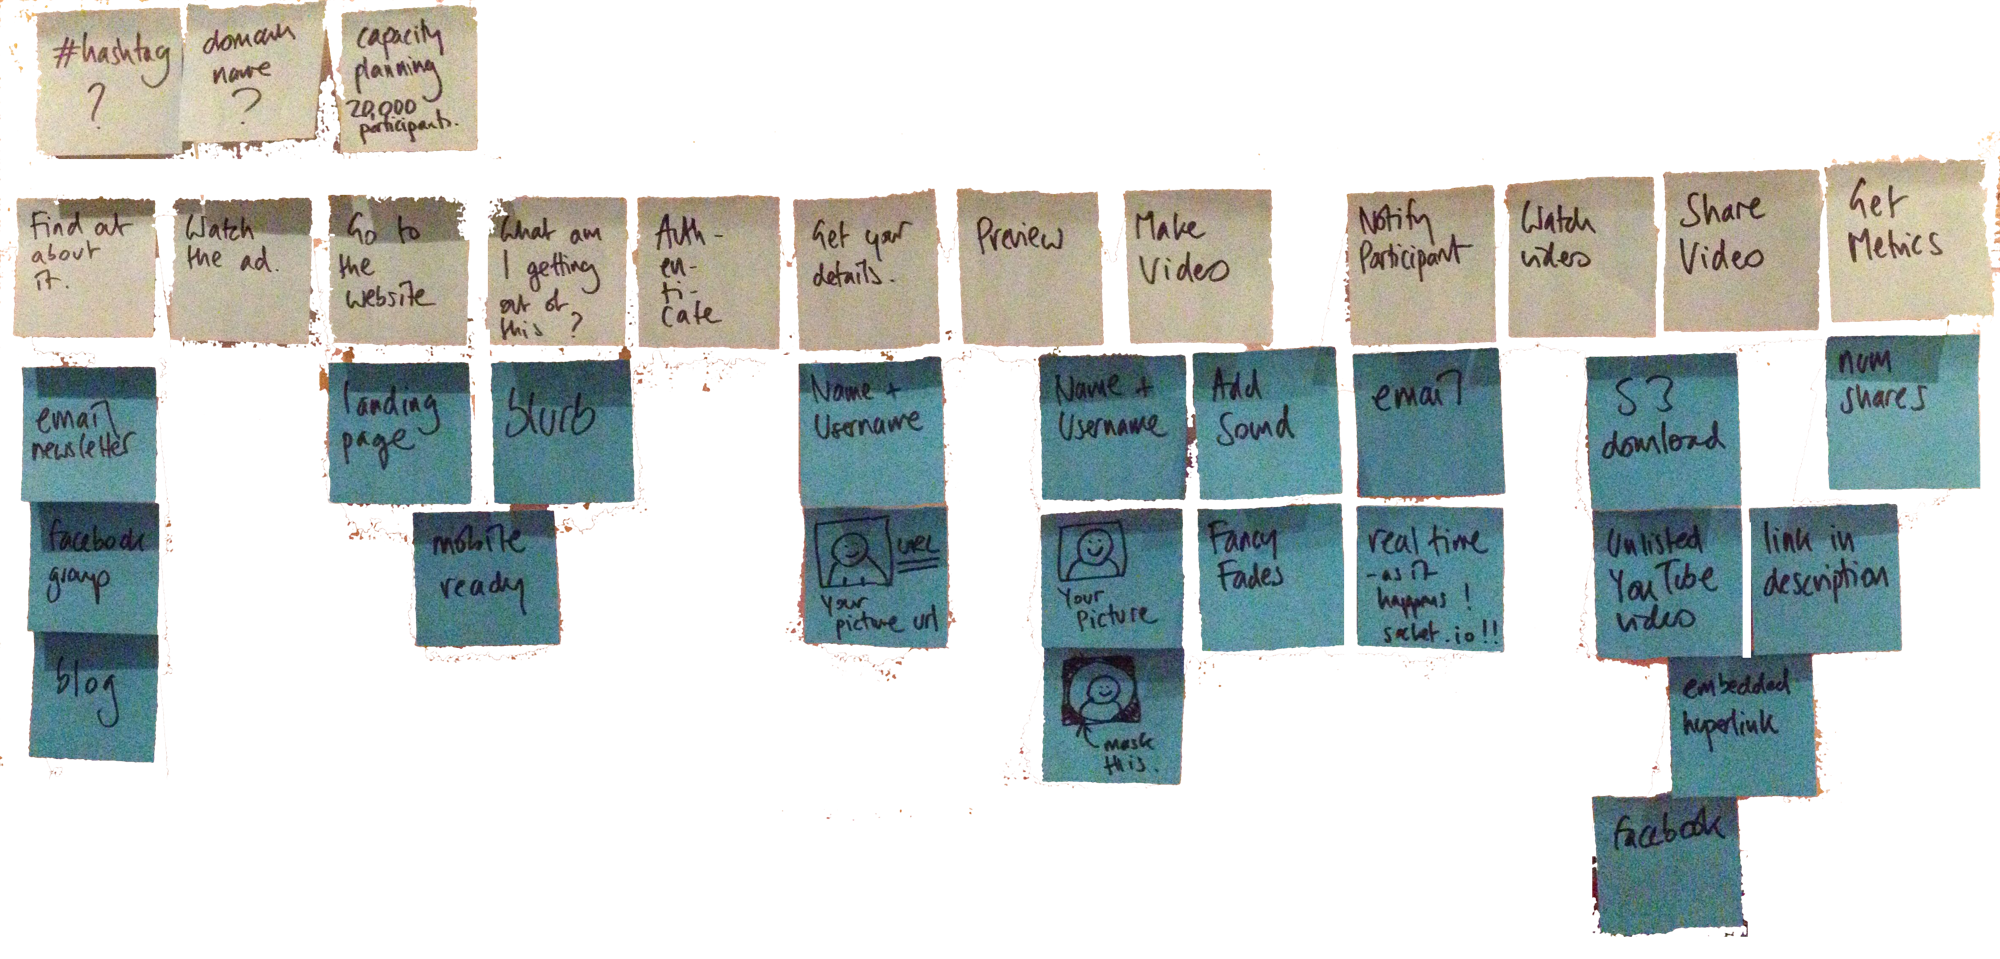 #hashtag
?
domain
name
?
capacity
planning
20,000
participants.
Find out
about
it.
Watch
the ad.
Go to
the
website
What am
I getting
out of
this ?
Auth-
en-
ti-
cate
Get your
details.
Preview
Make
Video
Notify
Participant
Watch
video
Share
Video
Get
Metrics
email
newsletter
facebook
group
blog
landing
page
blurb
mobile
ready
Name +
Username
URL
Your
picture url
Name +
Username
Your
Picture
mask
this.
Add
Sound
Fancy
Fades
email
real time
- as it
happens !
socket.io !!
S3
download
Unlisted
YouTube
video
link in
description
embedded
hyperlink
facebook
num
shares